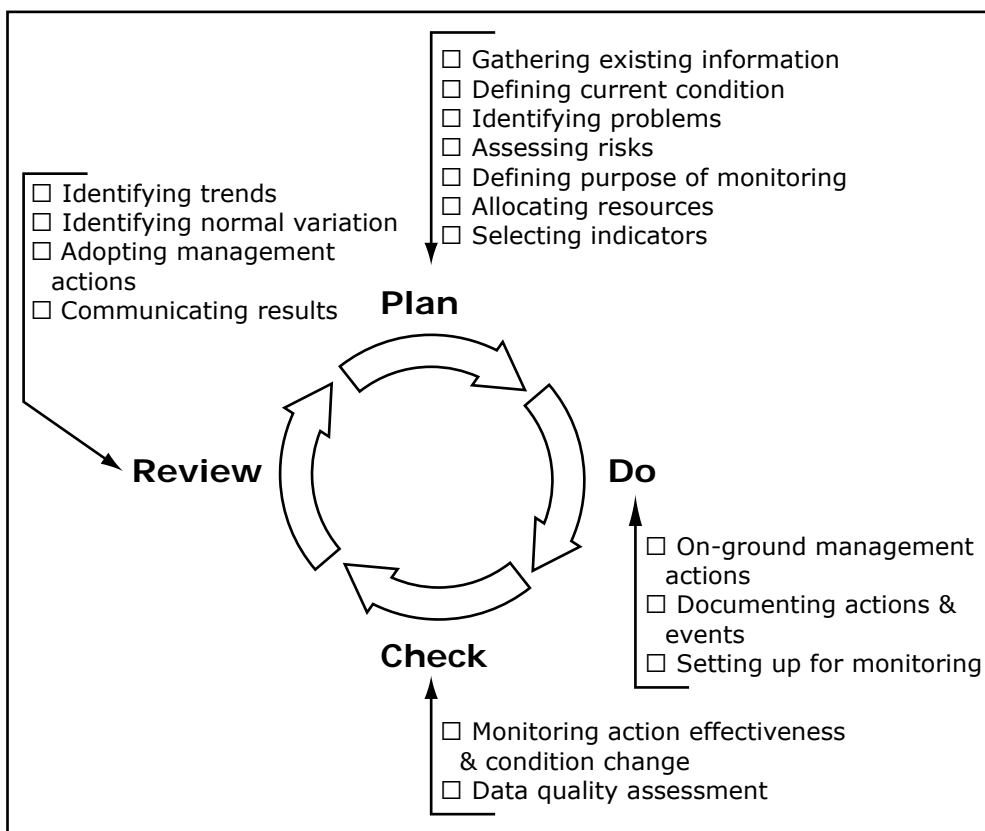 ☐ Gathering existing information
☐ Defining current condition
☐ Identifying problems
☐ Assessing risks
☐ Defining purpose of monitoring
☐ Allocating resources
☐ Selecting indicators
Plan
☐ Identifying trends
☐ Identifying normal variation
☐ Adopting management
actions
☐ Communicating results
Review
Do
☐ On-ground management
actions
☐ Documenting actions &
events
☐ Setting up for monitoring
Check
☐ Monitoring action effectiveness
& condition change
☐ Data quality assessment